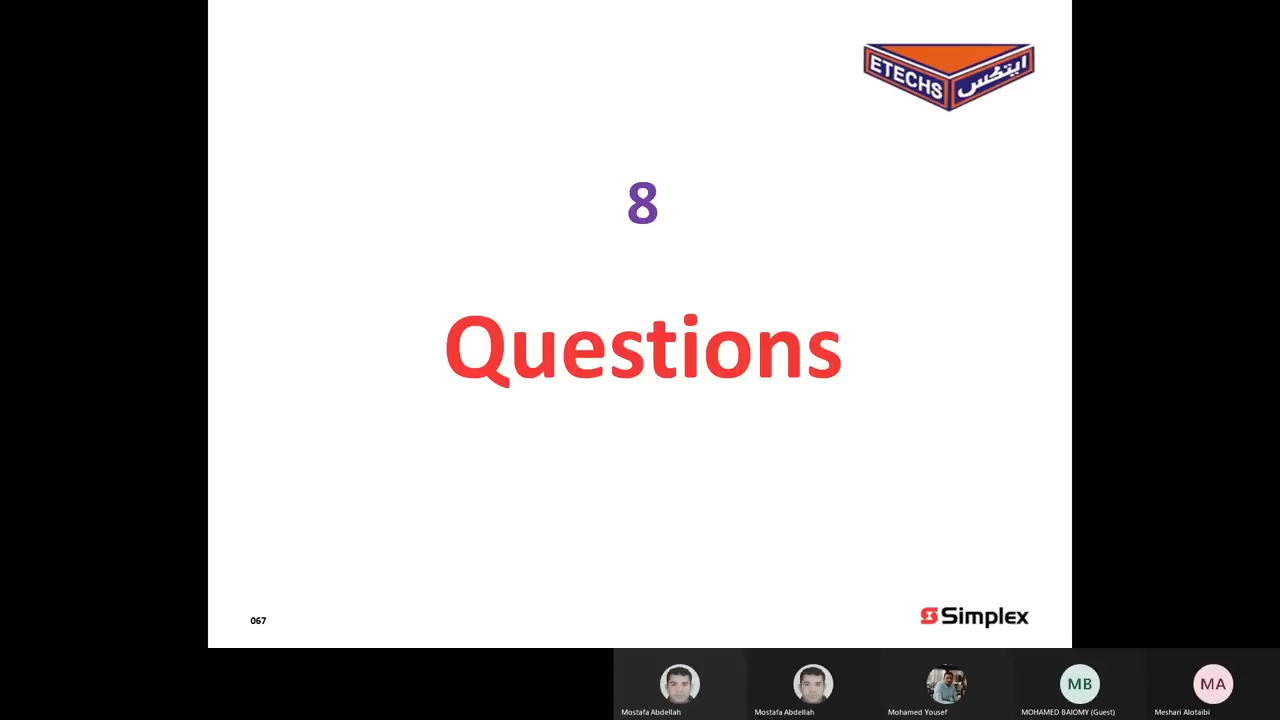 ETECHS ايتكس
8
Questions
067
Simplex
MB
MA
Mostafa Abdellah
Mostafa Abdellah
Mohamed Yousef
MOHAMED BAIOMY (Guest)
Meshari Alotaibi